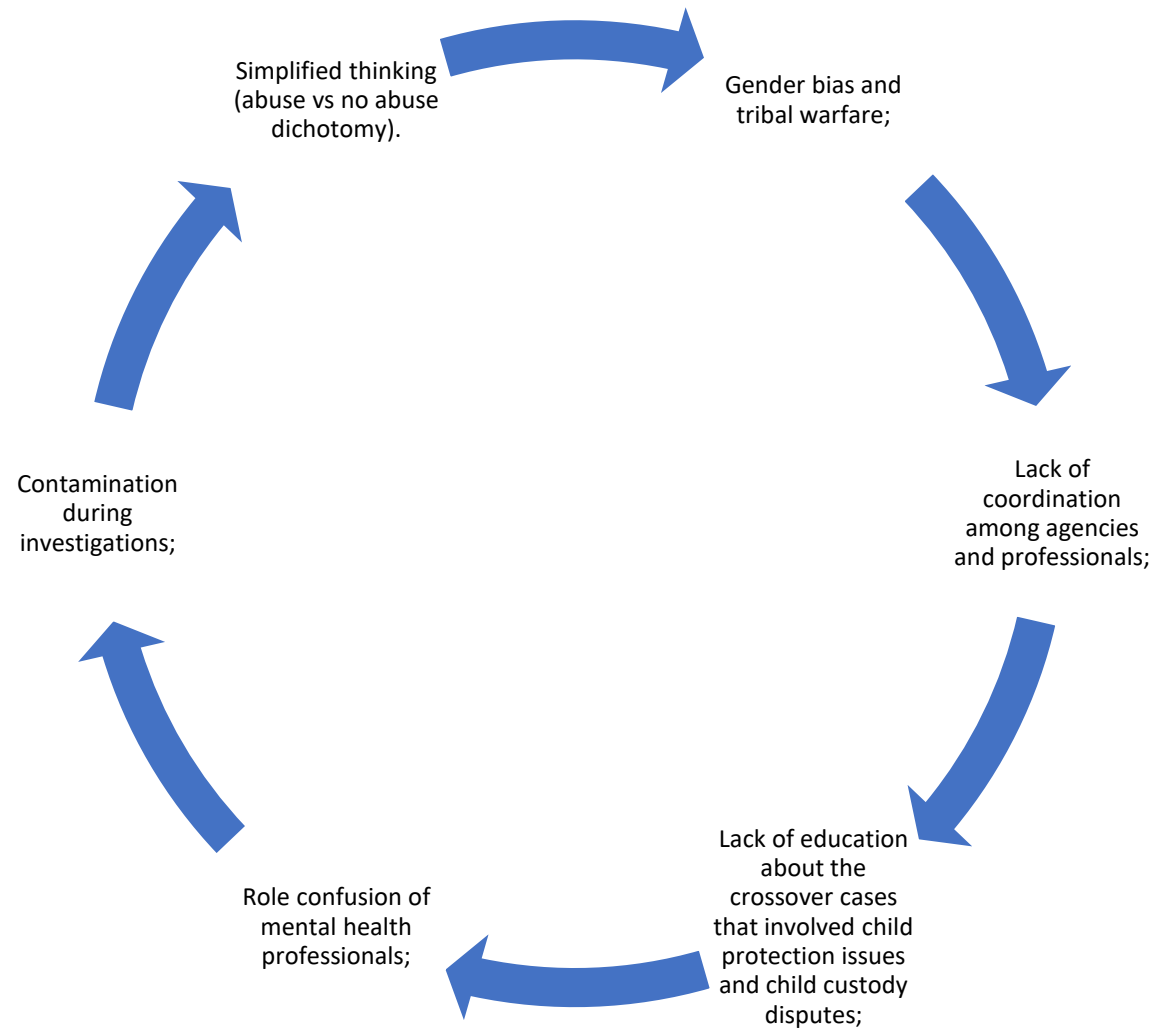 Simplified thinking
(abuse vs no abuse
dichotomy).
Gender bias and
tribal warfare;
Lack of
coordination
among agencies
and professionals;
Lack of education
about the
crossover cases
that involved child
protection issues
and child custody
disputes;
Role confusion of
mental health
professionals;
Contamination
during
investigations;